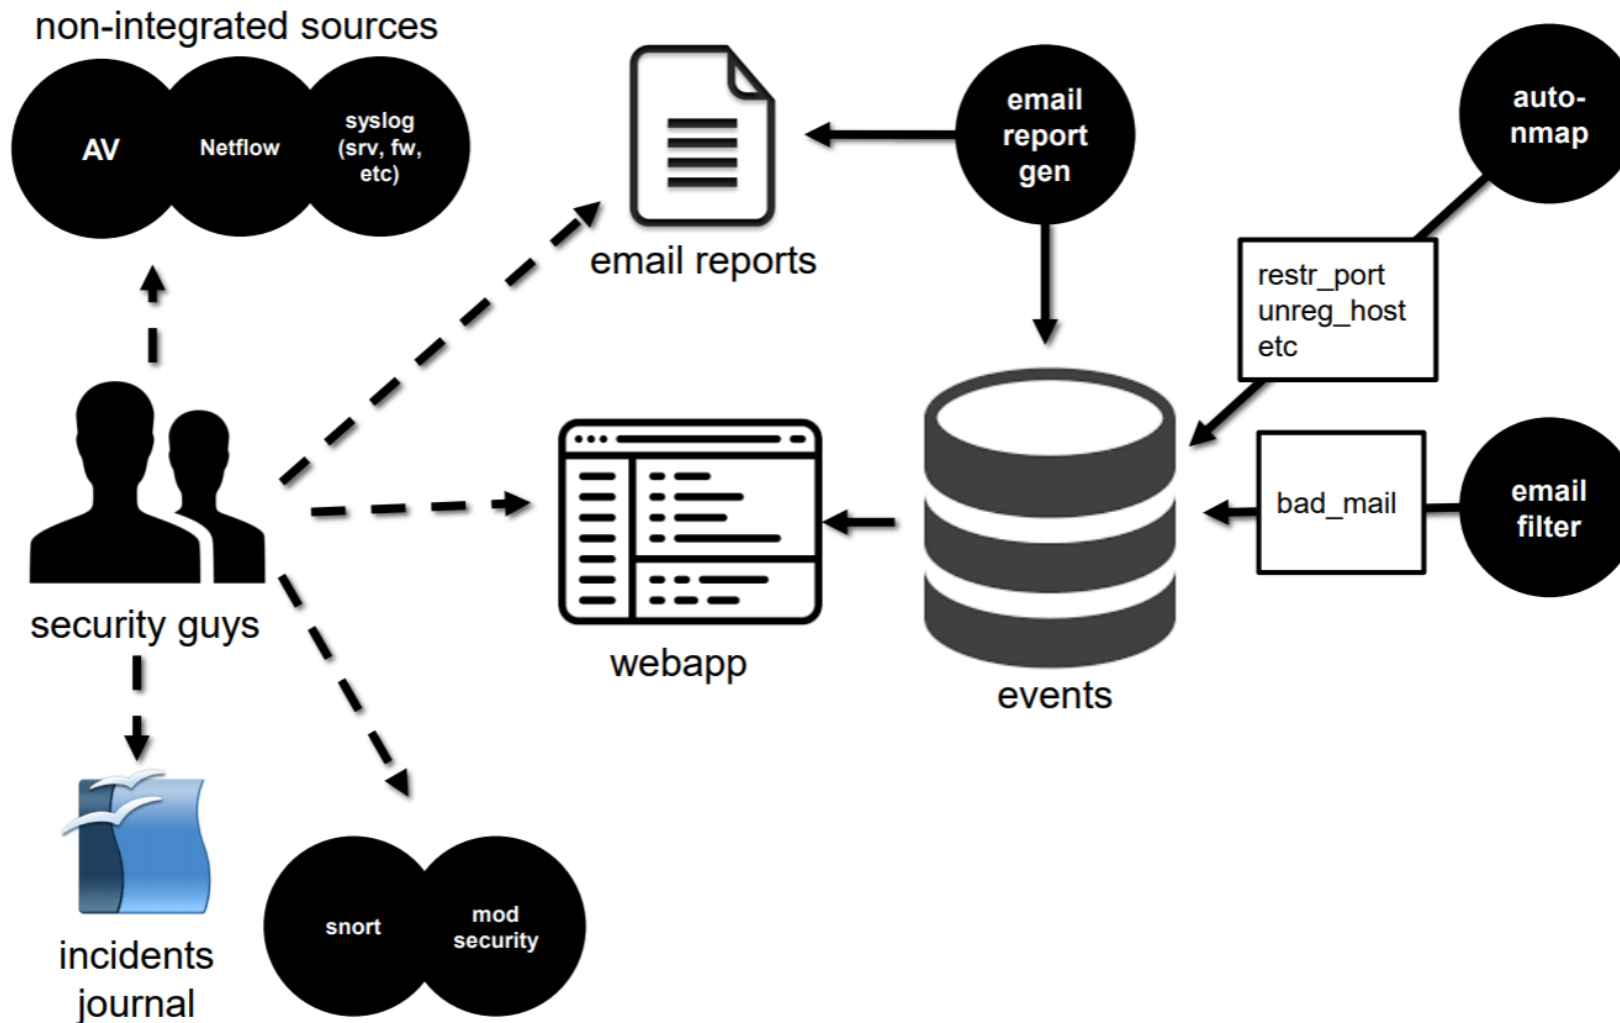 non-integrated sources
AV
Netflow
syslog
(srv, fw,
etc)
email reports
email
report
gen
auto-
nmap
restr_port
unreg_host
etc
bad_mail
email
filter
security guys
webapp
events
incidents
journal
snort
mod
security